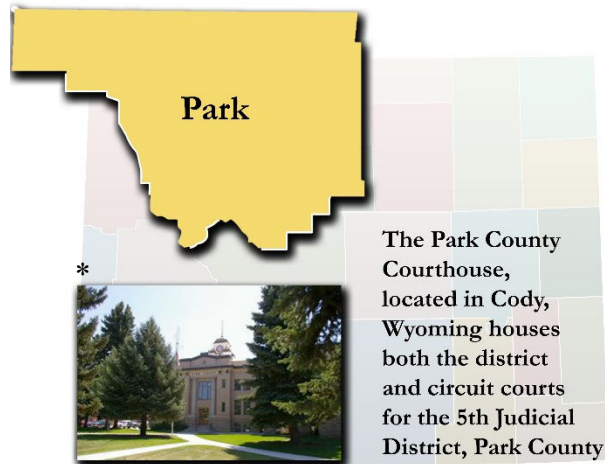 Park
*
The Park County
Courthouse,
located in Cody,
Wyoming houses
both the district
and circuit courts
for the 5th Judicial
District, Park County